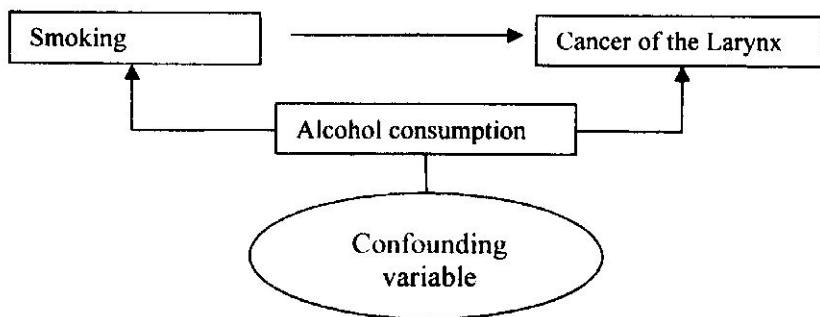 Smoking
Cancer of the Larynx
Alcohol consumption
Confounding
variable